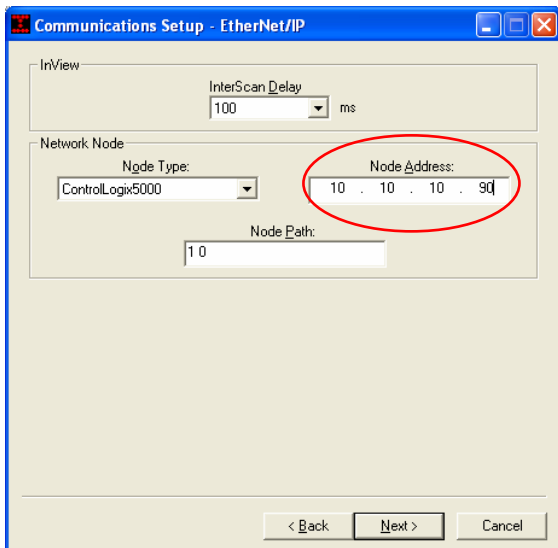 Communications Setup - EtherNet/IP
InView
InterScan Delay
100 ms
Network Node
Node Type: Node Address:
ControlLogix5000 10 . 10 . 10 . 90
Node Path:
1 0
< Back Next > Cancel